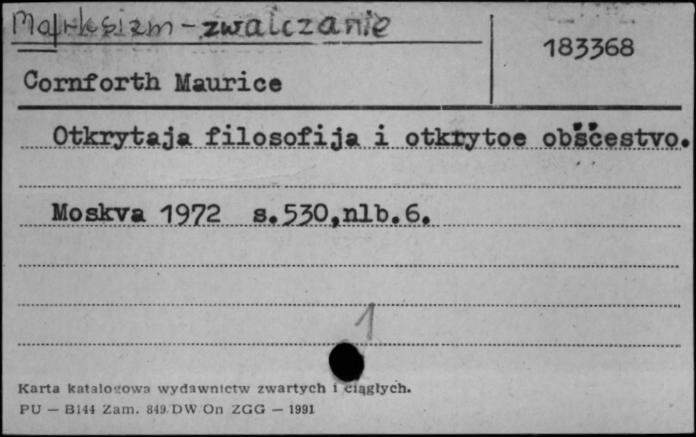 Marksizm - zwalczanie
183368
Cornforth Maurice
Otkrytaja filosofija i otkrytoe obščestvo.
Moskva 1972 s.530,nlb.6.
1
Karta katalogowa wydawnictw zwartych i ciągłych.
PU — B144 Zam. 849/DW/On ZGG — 1991